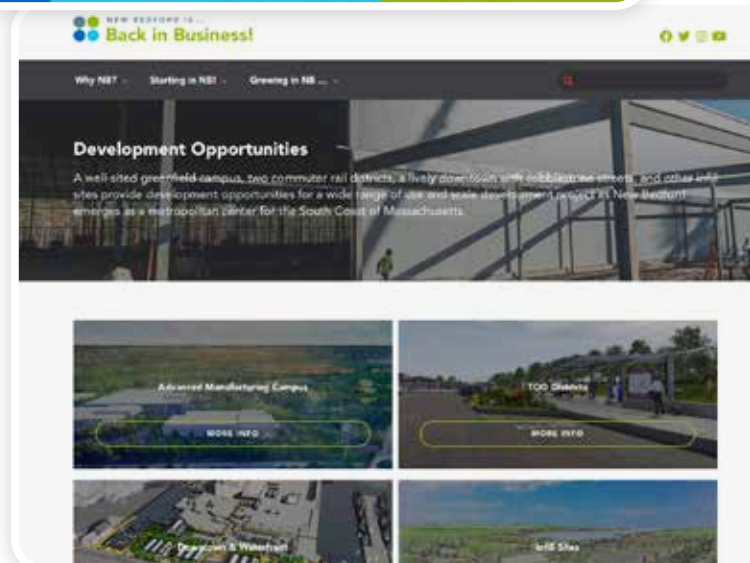 NEW BEDFORD IS...
Back in Business!
Why NB? Starting in NB! Growing in NB ...
Development Opportunities
A well-sited greenfield campus, two commuter rail districts, a lively downtown with cobblestone streets, and other infill
sites provide development opportunities for a wide range of use and scale development project as New Bedford
emerges as a metropolitan center for the South Coast of Massachusetts.
Advanced Manufacturing Campus
MORE INFO
TOD Districts
MORE INFO
Downtown & Waterfront
Infill Sites